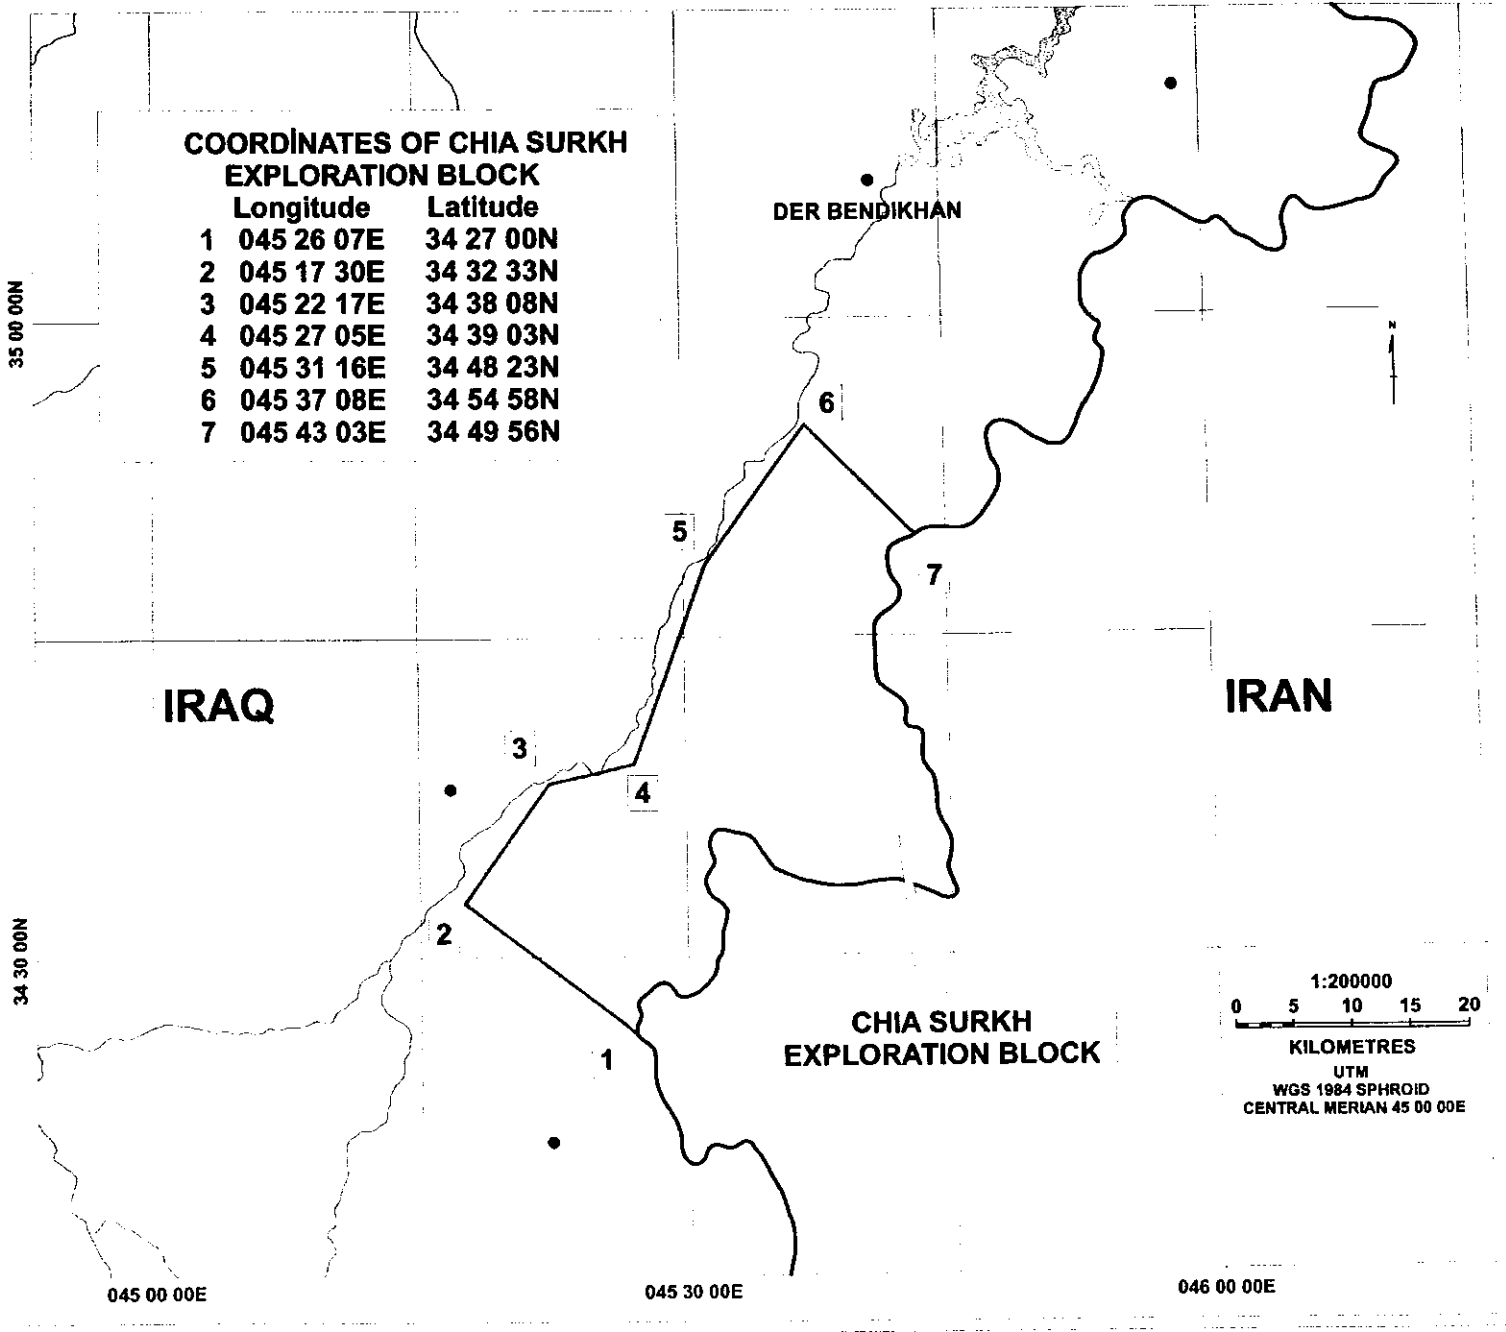 COORDİNATES OF CHIA SURKH
EXPLORATION BLOCK
Longitude Latitude
1 045 26 07E 34 27 00N
2 045 17 30E 34 32 33N
3 045 22 17E 34 38 08N
4 045 27 05E 34 39 03N
5 045 31 16E 34 48 23N
6 045 37 08E 34 54 58N
7 045 43 03E 34 49 56N
DER BENDIKHAN
35 00 00N
N
6
5
7
IRAQ
IRAN
3
4
2
34 30 00N
1
CHIA SURKH
EXPLORATION BLOCK
1:200000
0 5 10 15 20
KILOMETRES
UTM
WGS 1984 SPHROID
CENTRAL MERIAN 45 00 00E
045 00 00E
045 30 00E
046 00 00E